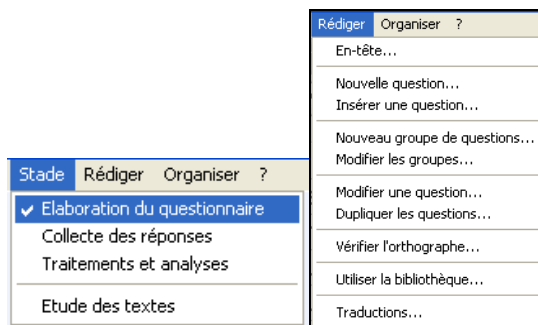 Stade Rédiger Organiser ?
Elaboration du questionnaire
Collecte des réponses
Traitements et analyses
Etude des textes
Rédiger Organiser ?
En-tête...
Nouvelle question...
Insérer une question...
Nouveau groupe de questions...
Modifier les groupes...
Modifier une question...
Dupliquer les questions...
Vérifier l'orthographe...
Utiliser la bibliothèque...
Traductions...